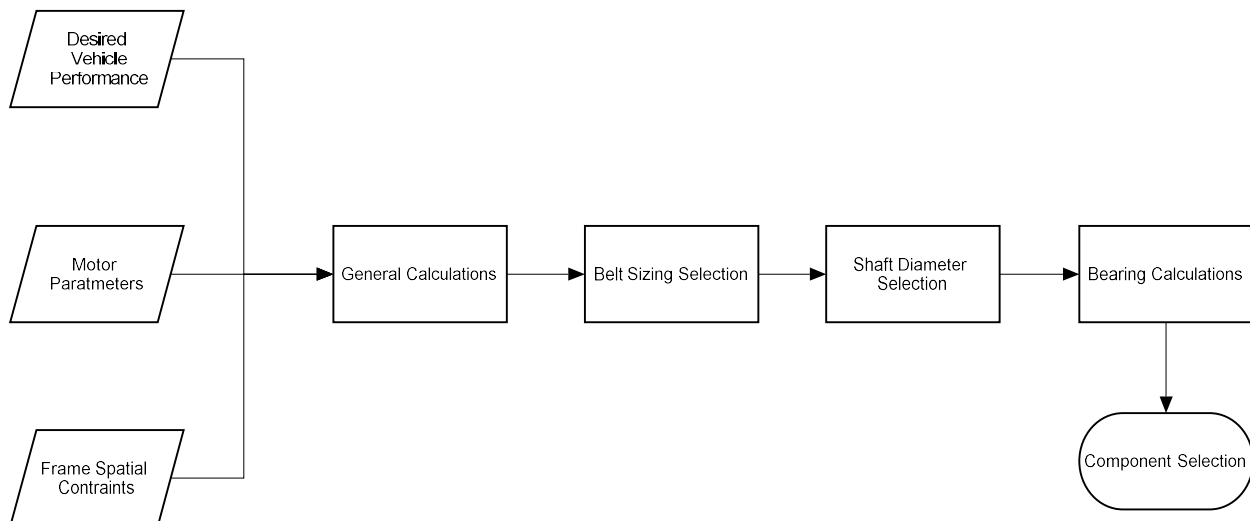 Desired
Vehicle
Performance
Motor
Paratmeters
General Calculations
Belt Sizing Selection
Shaft Diameter
Selection
Bearing Calculations
Frame Spatial
Contraints
Component Selection